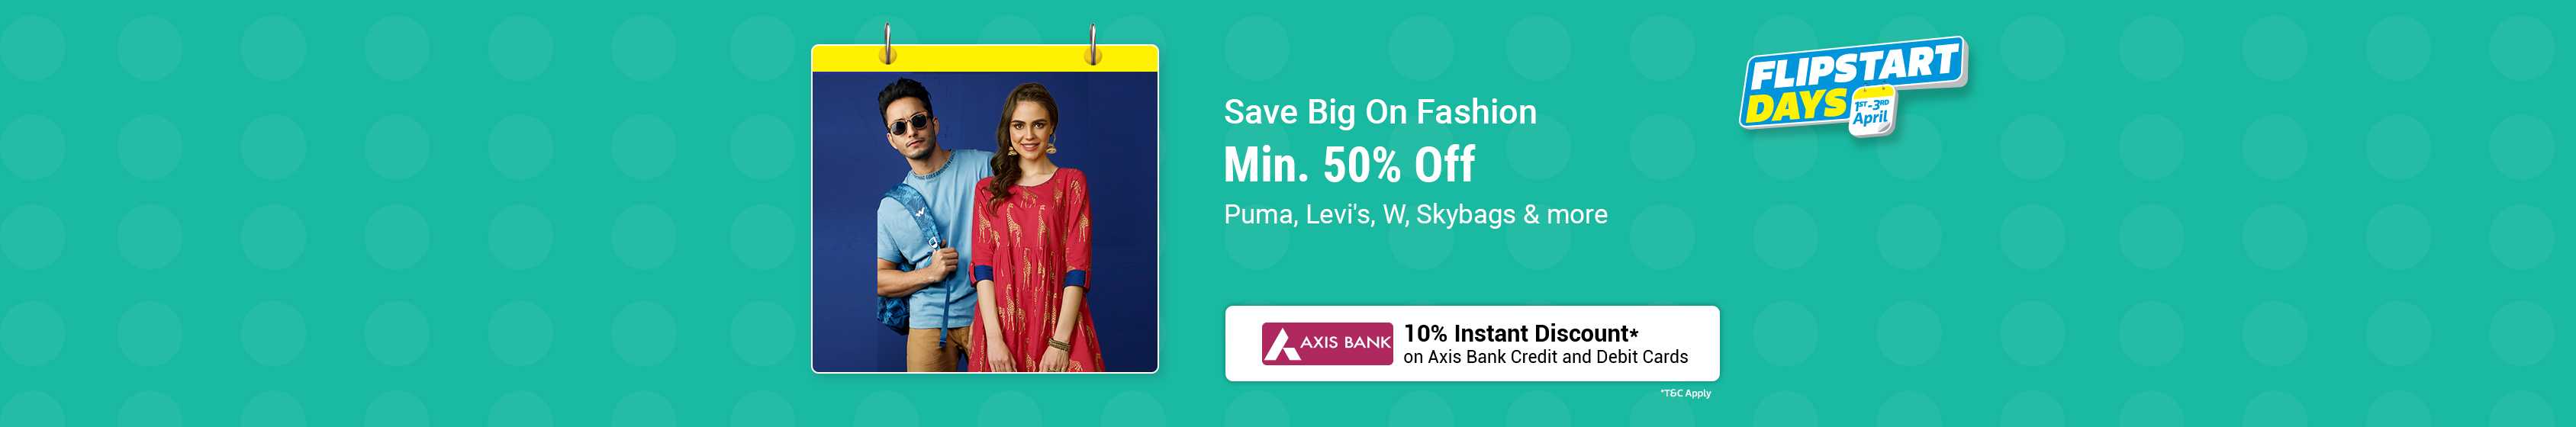 Save Big On Fashion
Min. 50% Off
Puma, Levi's, W, Skybags & more
AXIS BANK
10% Instant Discount*
on Axis Bank Credit and Debit Cards
*T&C Apply
FLIPSTART
DAYS
1ST-3RD
April